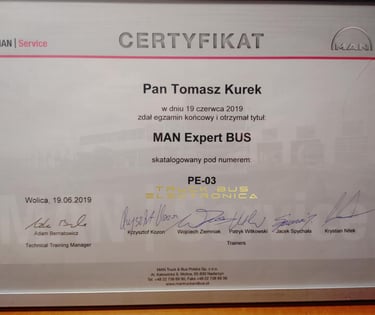 MAN | Service
CERTYFIKAT
MAN
Pan Tomasz Kurek
w dniu 19 czerwca 2019
zdał egzamin końcowy i otrzymał tytuł:
MAN Expert BUS
skatalogowany pod numerem:
PE-03
TRUCK BUS
ELECTRONICA
Wolica, 19.06.2019
Adam Bernatowicz
Krzysztof Kozon
Wojciech Ziemniak
Patryk Witkowski
Jacek Spychała
Krystian Nitek
Technical Training Manager
Trainers
MAN Truck & Bus Polska Sp. z o.o.